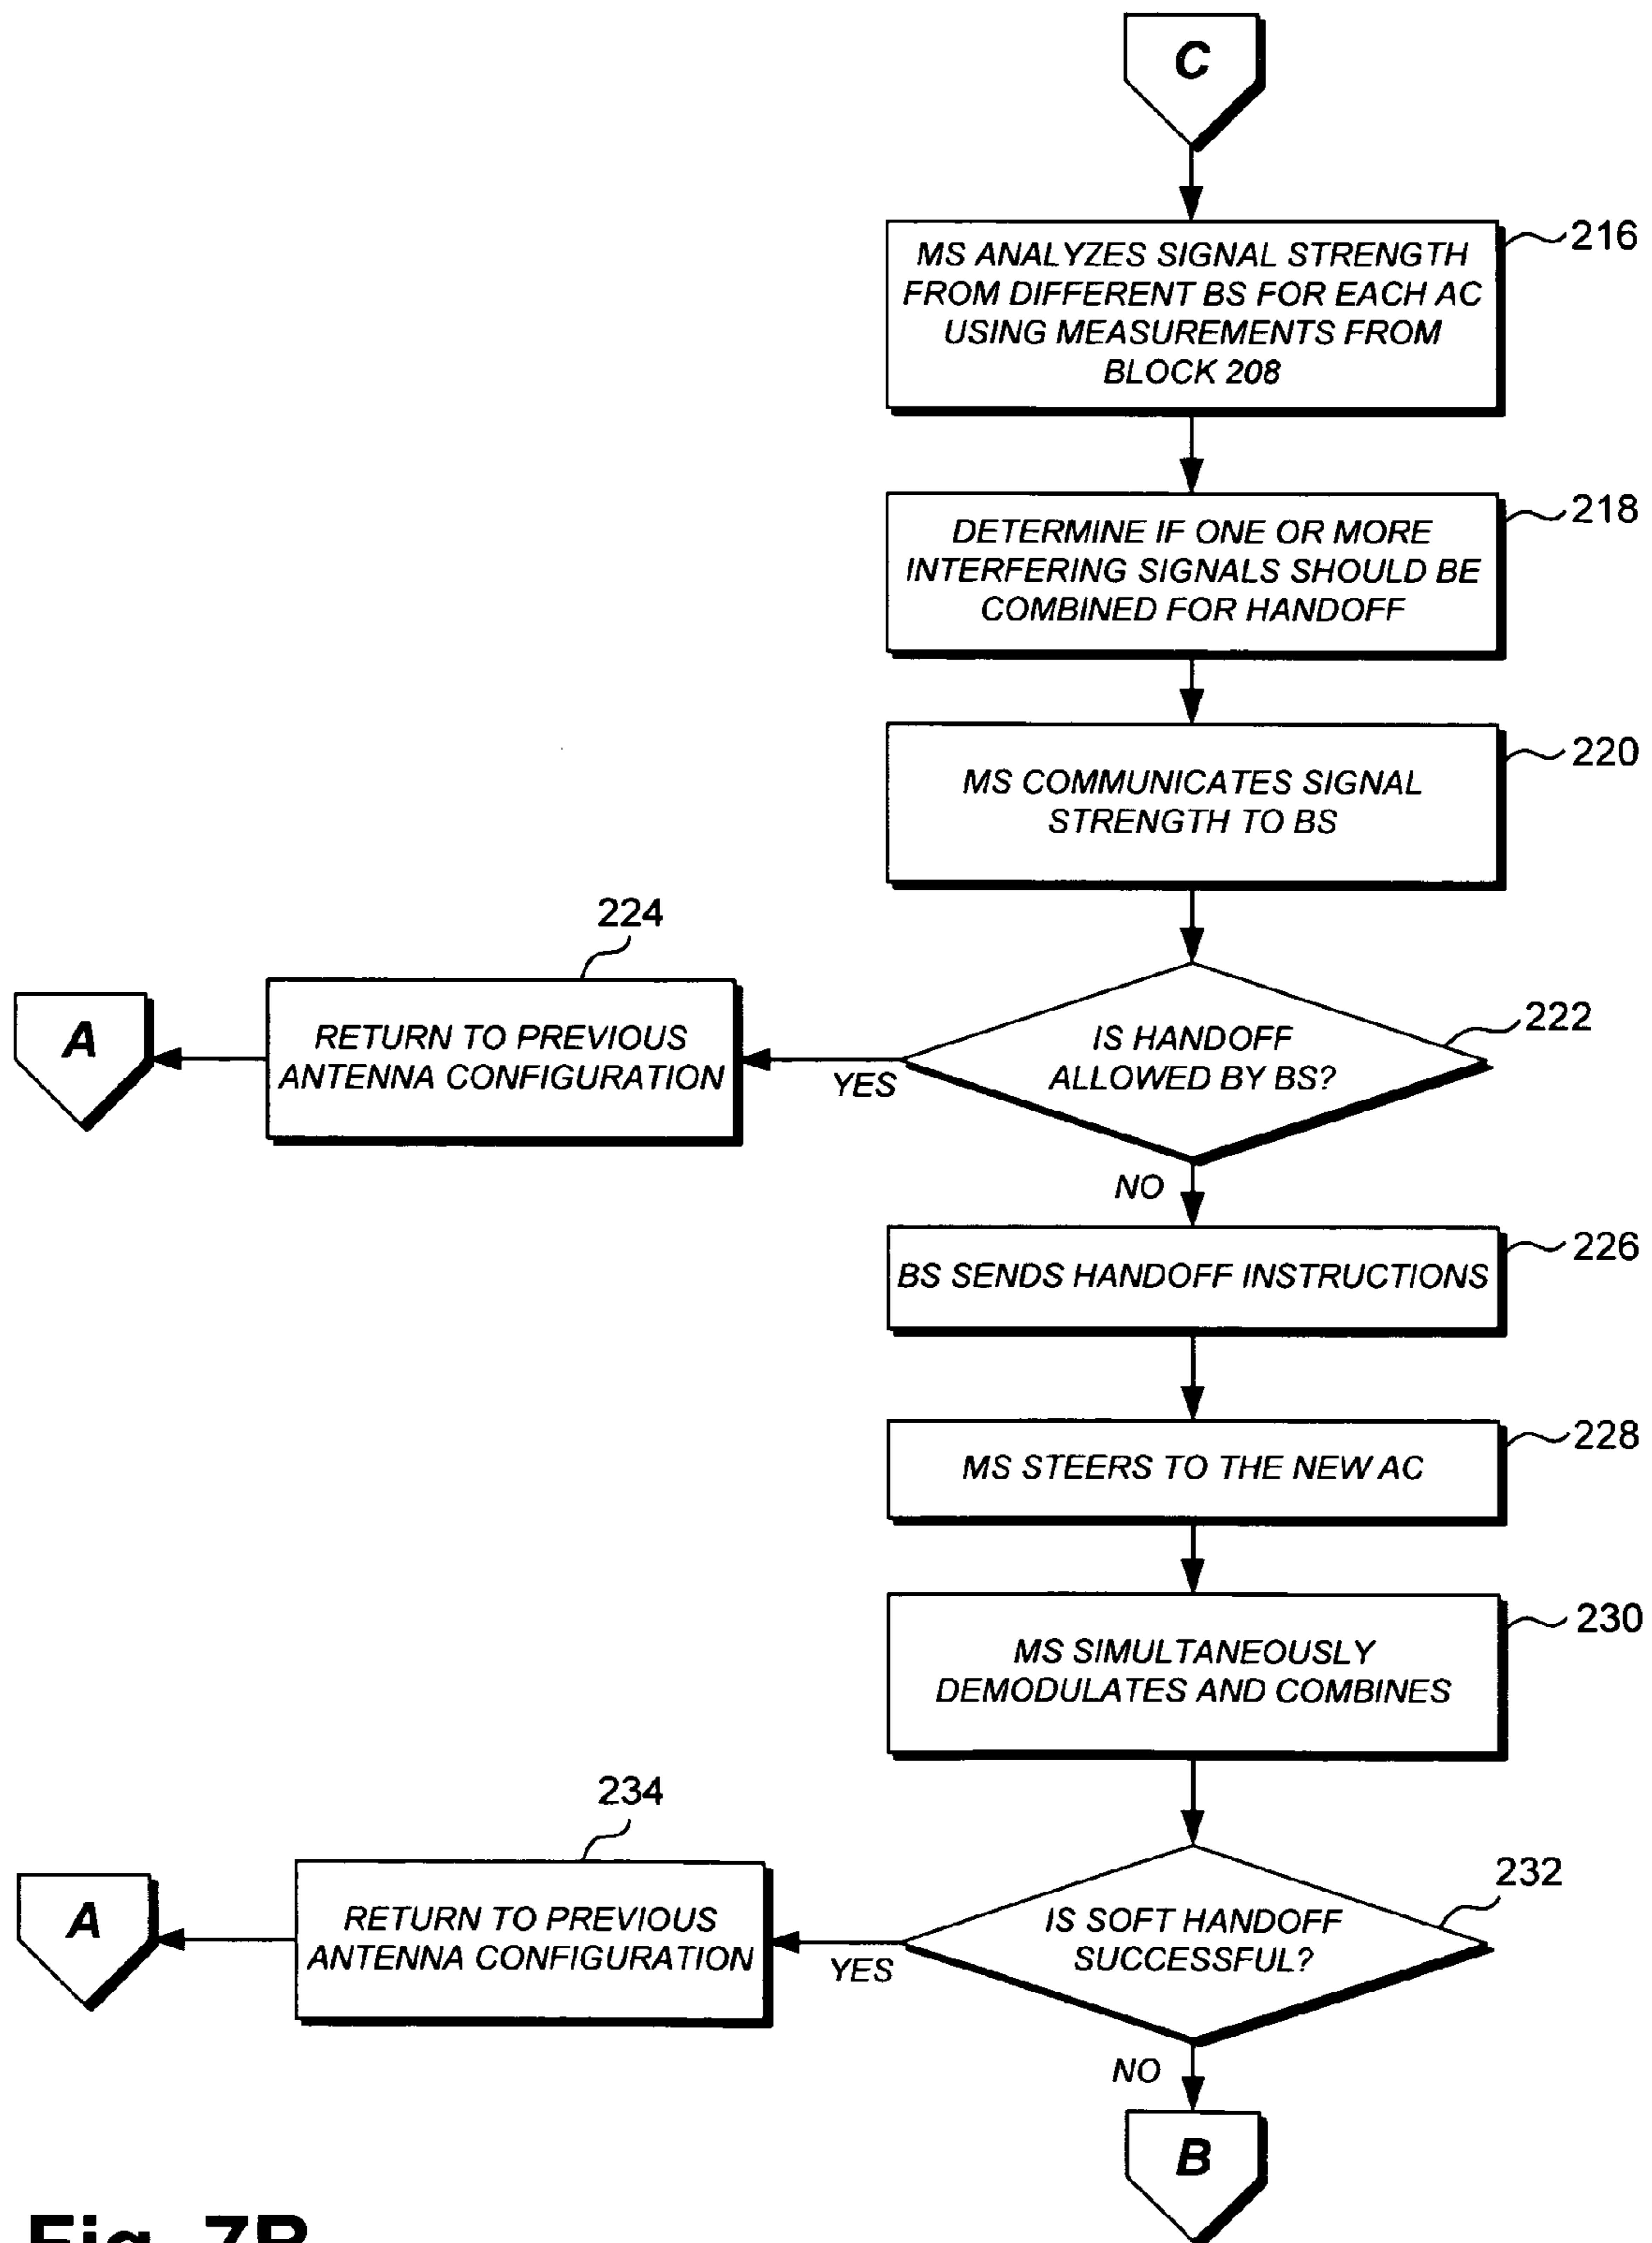 C
MS ANALYZES SIGNAL STRENGTH
FROM DIFFERENT BS FOR EACH AC
USING MEASUREMENTS FROM
BLOCK 208
216
DETERMINE IF ONE OR MORE
INTERFERING SIGNALS SHOULD BE
COMBINED FOR HANDOFF
218
MS COMMUNICATES SIGNAL
STRENGTH TO BS
220
IS HANDOFF
ALLOWED BY BS?
222
YES
224
RETURN TO PREVIOUS
ANTENNA CONFIGURATION
A
NO
BS SENDS HANDOFF INSTRUCTIONS
226
MS STEERS TO THE NEW AC
228
MS SIMULTANEOUSLY
DEMODULATES AND COMBINES
230
IS SOFT HANDOFF
SUCCESSFUL?
232
YES
234
RETURN TO PREVIOUS
ANTENNA CONFIGURATION
A
NO
B
Fig. 7B